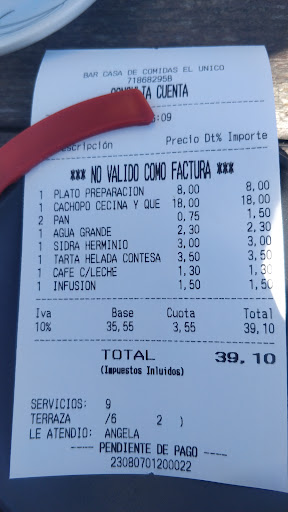 BAR CASA DE COMIDAS EL UNICO
71868295B
CONSULTA CUENTA
:09
Descripción Precio Dt% Importe
*** NO VALIDO COMO FACTURA ***
1 PLATO PREPARACION 8,00 8,00
1 CACHOPO CECINA Y QUE 18,00 18,00
2 PAN 0,75 1,50
1 AGUA GRANDE 2,30 2,30
1 SIDRA HERMINIO 3,00 3,00
1 TARTA HELADA CONTESA 3,50 3,50
1 CAFE C/LECHE 1,30 1,30
1 INFUSION 1,50 1,50
Iva Base Cuota Total
10% 35,55 3,55 39,10
TOTAL 39,10
(Impuestos Inluidos)
SERVICIOS: 9
TERRAZA /6 2 )
LE ATENDIO: ANGELA
----- PENDIENTE DE PAGO -----
23080701200022